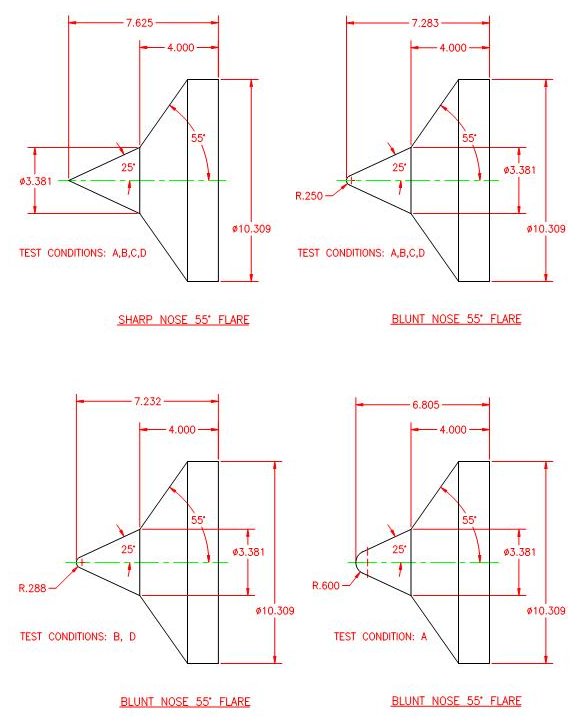 7.625
4.000
55°
25°
ø3.381
ø10.309
TEST CONDITIONS: A,B,C,D
SHARP NOSE 55° FLARE
7.283
4.000
55°
25°
ø3.381
R.250
ø10.309
TEST CONDITIONS: A,B,C,D
BLUNT NOSE 55° FLARE
7.232
4.000
55°
25°
ø3.381
R.288
ø10.309
TEST CONDITIONS: B, D
BLUNT NOSE 55° FLARE
6.805
4.000
55°
25°
ø3.381
R.600
ø10.309
TEST CONDITION: A
BLUNT NOSE 55° FLARE